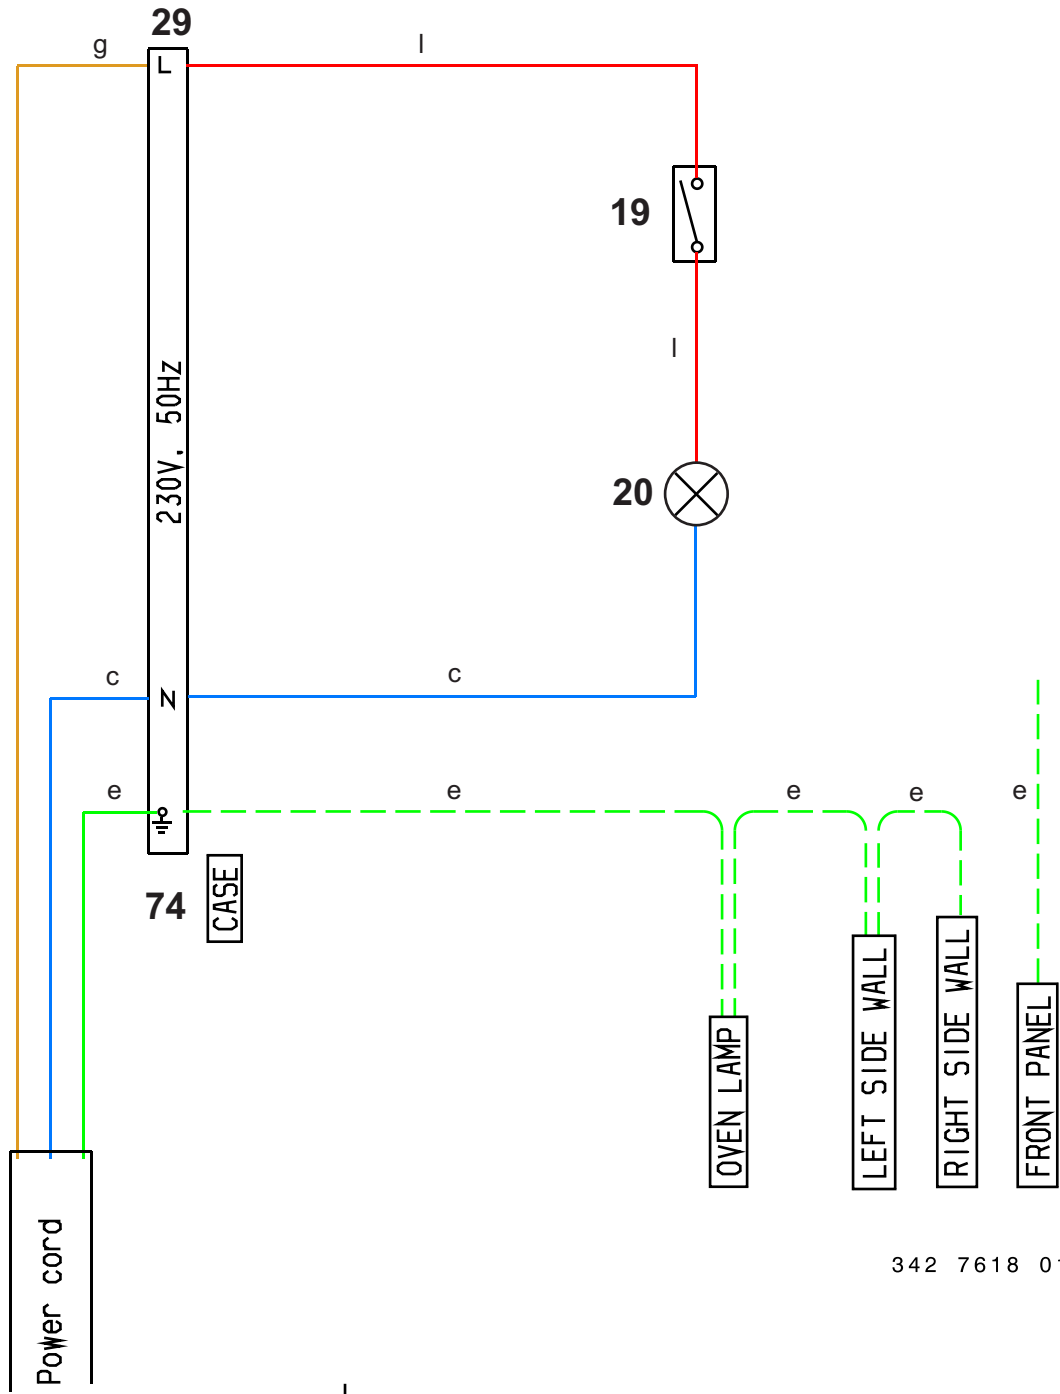 29
g
l
L
19
l
230V, 50Hz
20
c
c
N
e
e
e
e
e
74
CASE
OVEN LAMP
LEFT SIDE WALL
RIGHT SIDE WALL
FRONT PANEL
Power cord
342 7618